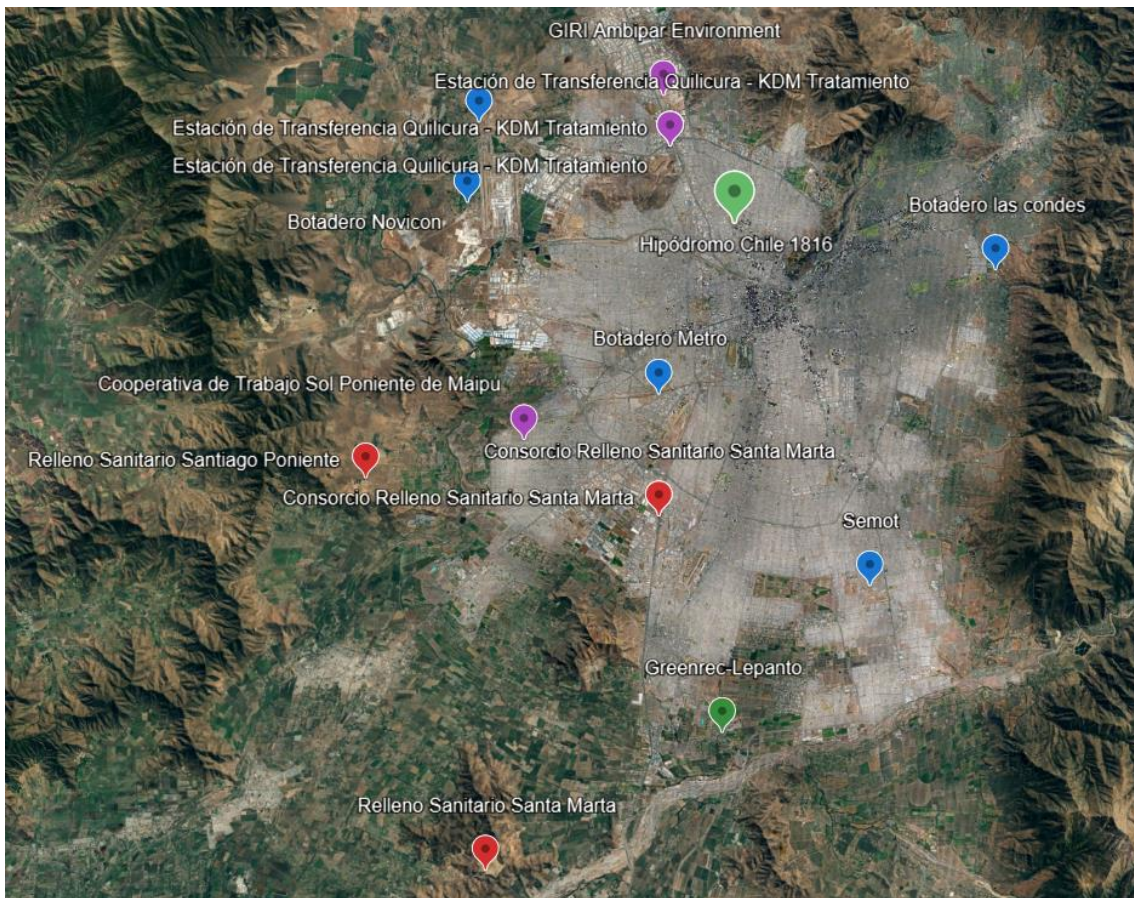 GIRI Ambipar Environment
Estación de Transferencia Quilicura - KDM Tratamiento
Estación de Transferencia Quilicura - KDM Tratamiento
Estación de Transferencia Quilicura - KDM Tratamiento
Botadero las condes
Botadero Novicon
Hipódromo Chile 1816
Botadero Metro
Cooperativa de Trabajo Sol Poniente de Maipu
Consorcio Relleno Sanitario Santa Marta
Relleno Sanitario Santiago Poniente
Consorcio Relleno Sanitario Santa Marta
Semot
Greenrec-Lepanto
Relleno Sanitario Santa Marta